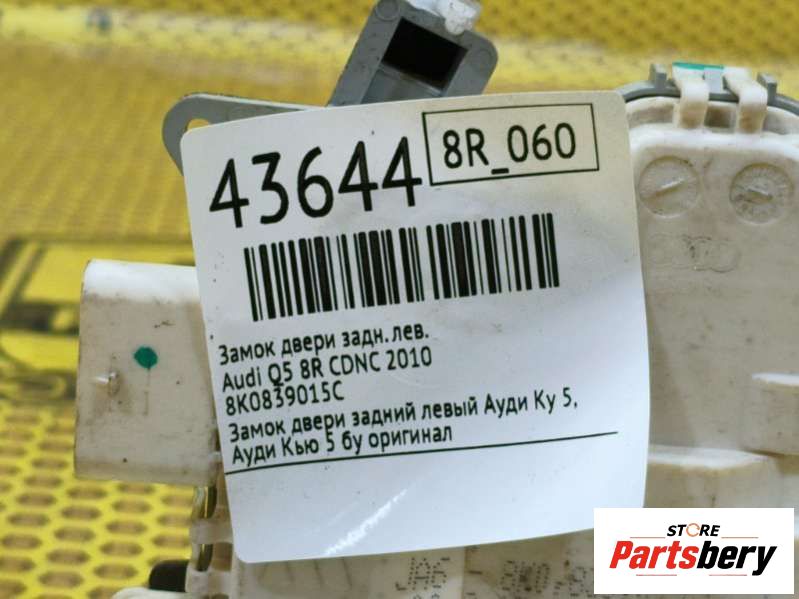 43644
8R_060
Замок двери задн. лев.
Audi Q5 8R CDNC 2010
8K0839015C
Замок двери задний левый Ауди Ку 5,
Ауди Кью 5 бу оригинал
STORE
Partsbery